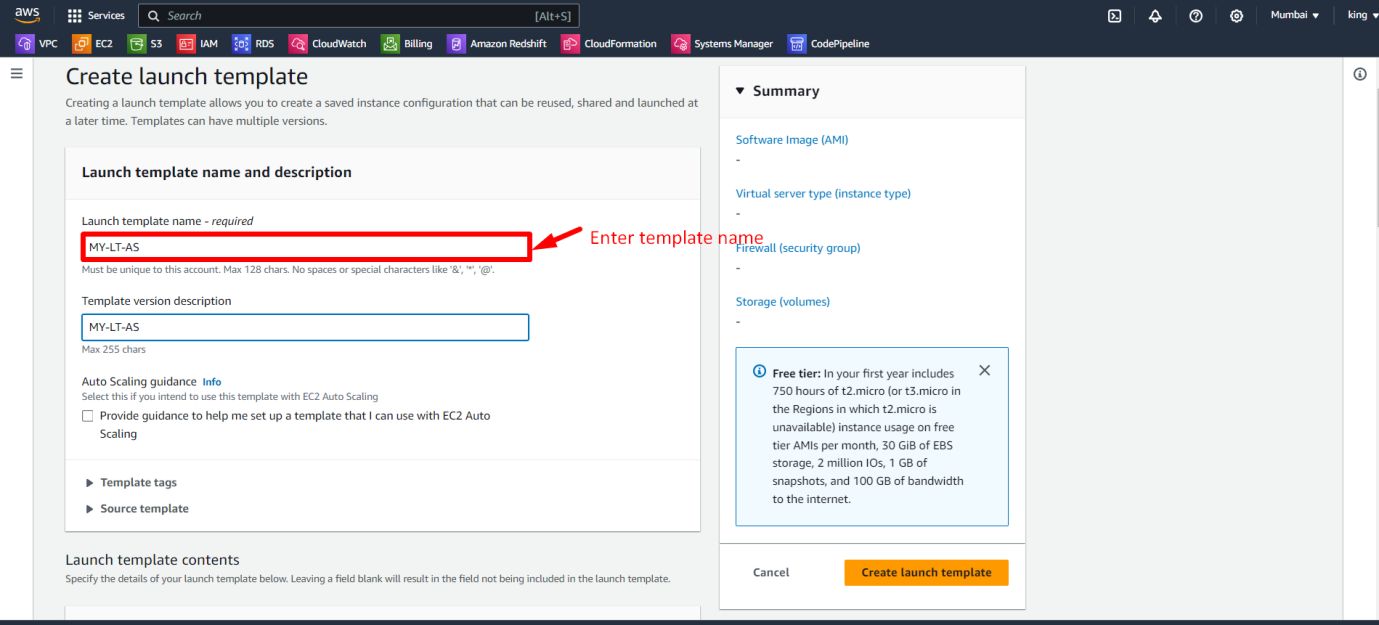 aws
Services
Search
[Alt+S]
Mumbai
king
VPC
EC2
S3
IAM
RDS
CloudWatch
Billing
Amazon Redshift
CloudFormation
Systems Manager
CodePipeline
Create launch template
Creating a launch template allows you to create a saved instance configuration that can be reused, shared and launched at
a later time. Templates can have multiple versions.
Launch template name and description
Launch template name - required
MY-LT-AS
Enter template name
Must be unique to this account. Max 128 chars. No spaces or special characters like '&', '*', '@'.
Template version description
MY-LT-AS
Max 255 chars
Auto Scaling guidance Info
Select this if you intend to use this template with EC2 Auto Scaling
Provide guidance to help me set up a template that I can use with EC2 Auto
Scaling
Template tags
Source template
Launch template contents
Specify the details of your launch template below. Leaving a field blank will result in the field not being included in the launch template.
Summary
Software Image (AMI)
-
Virtual server type (instance type)
-
Firewall (security group)
-
Storage (volumes)
-
Free tier: In your first year includes
750 hours of t2.micro (or t3.micro in
the Regions in which t2.micro is
unavailable) instance usage on free
tier AMIs per month, 30 GiB of EBS
storage, 2 million IOs, 1 GB of
snapshots, and 100 GB of bandwidth
to the internet.
Cancel
Create launch template